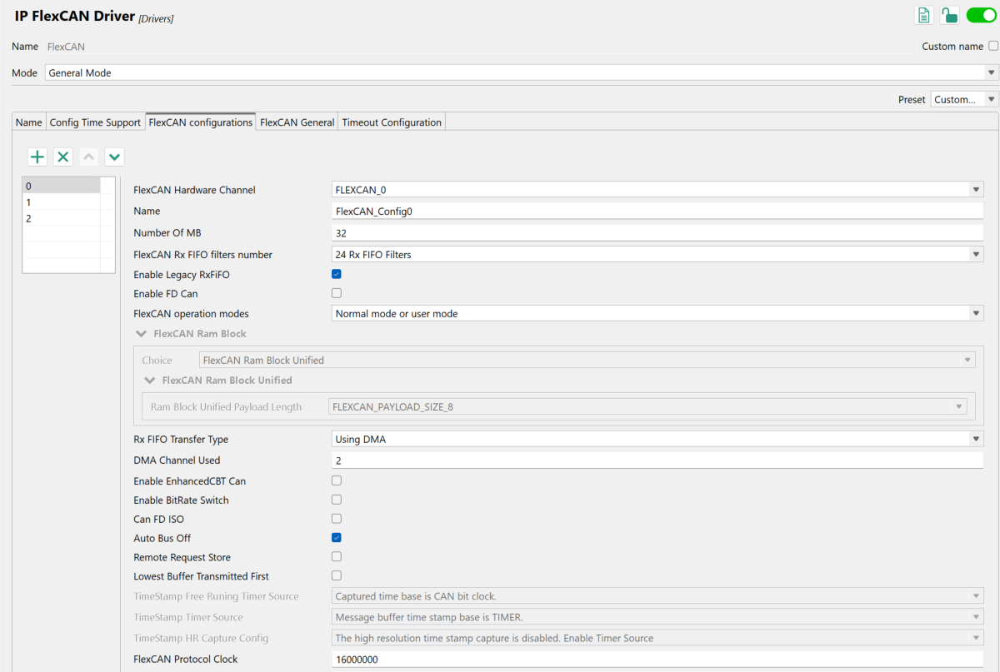 IP FlexCAN Driver [Drivers]
Name FlexCAN Custom name
Mode General Mode
Preset Custom...
Name Config Time Support FlexCAN configurations FlexCAN General Timeout Configuration
0
1
2
FlexCAN Hardware Channel FLEXCAN_0
Name FlexCAN_Config0
Number Of MB 32
FlexCAN Rx FIFO filters number 24 Rx FIFO Filters
Enable Legacy RxFiFO
Enable FD Can
FlexCAN operation modes Normal mode or user mode
FlexCAN Ram Block
Choice FlexCAN Ram Block Unified
FlexCAN Ram Block Unified
Ram Block Unified Payload Length FLEXCAN_PAYLOAD_SIZE_8
Rx FIFO Transfer Type Using DMA
DMA Channel Used 2
Enable EnhancedCBT Can
Enable BitRate Switch
Can FD ISO
Auto Bus Off
Remote Request Store
Lowest Buffer Transmitted First
TimeStamp Free Runing Timer Source Captured time base is CAN bit clock.
TimeStamp Timer Source Message buffer time stamp base is TIMER.
TimeStamp HR Capture Config The high resolution time stamp capture is disabled. Enable Timer Source
FlexCAN Protocol Clock 16000000